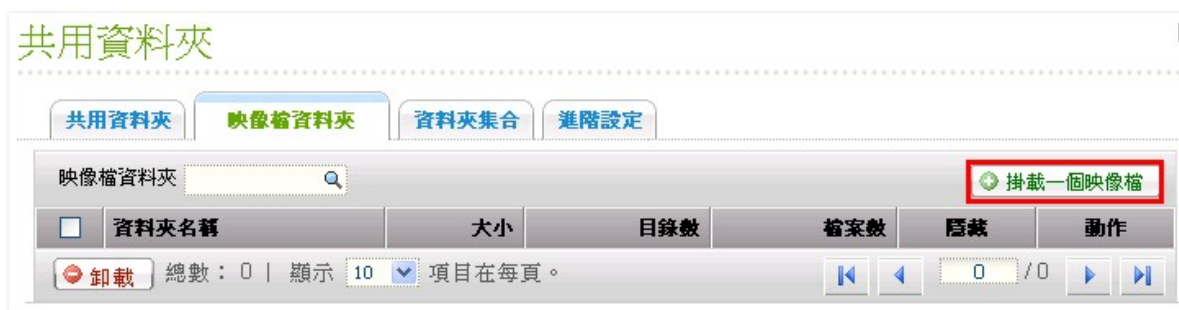 共用資料夾
共用資料夾 映像檔資料夾 資料夾集合 進階設定
映像檔資料夾 掛載一個映像檔
資料夾名稱 大小 目錄數 檔案數 隱藏 動作
卸載 總數：0 | 顯示 10 項目在每頁。 0 /0